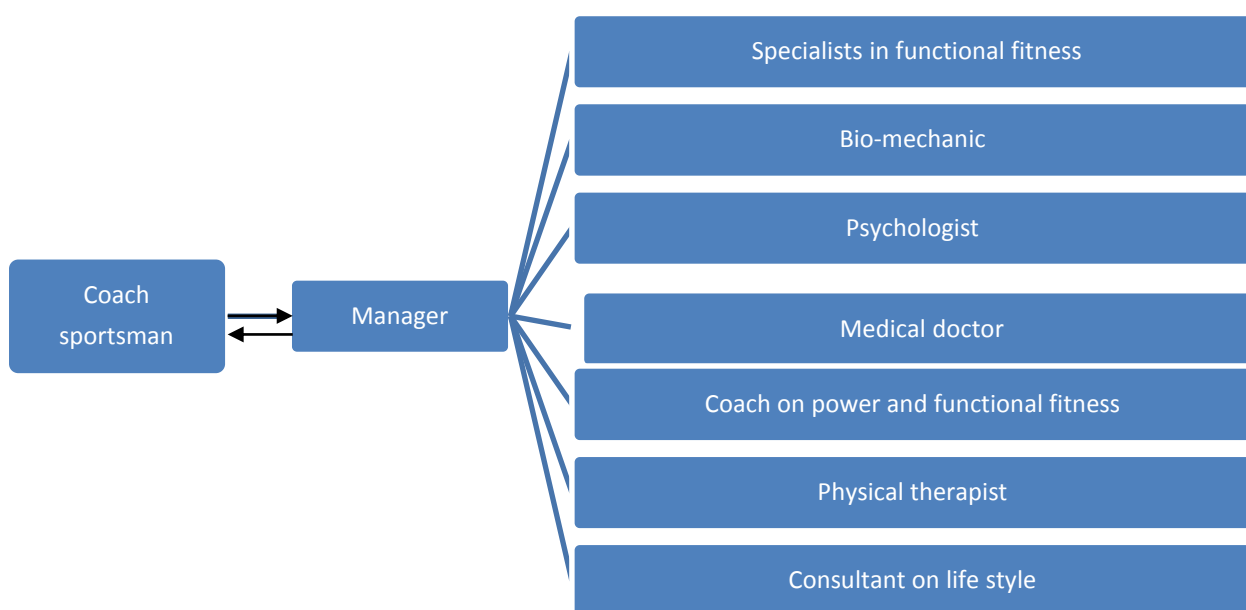 Specialists in functional fitness
Bio-mechanic
Psychologist
Coach
sportsman
Manager
Medical doctor
Coach on power and functional fitness
Physical therapist
Consultant on life style